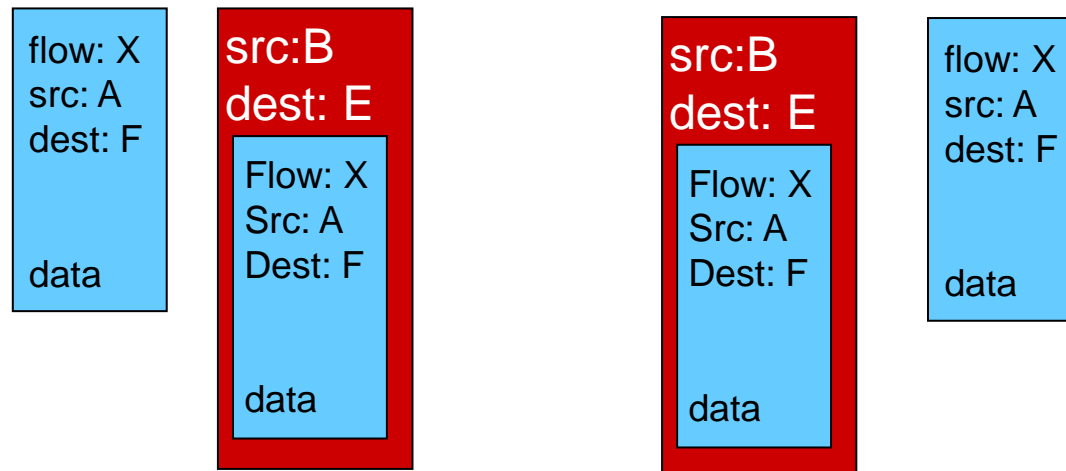 flow: X
src: A
dest: F
data
src:B
dest: E
Flow: X
Src: A
Dest: F
data
src:B
dest: E
Flow: X
Src: A
Dest: F
data
flow: X
src: A
dest: F
data